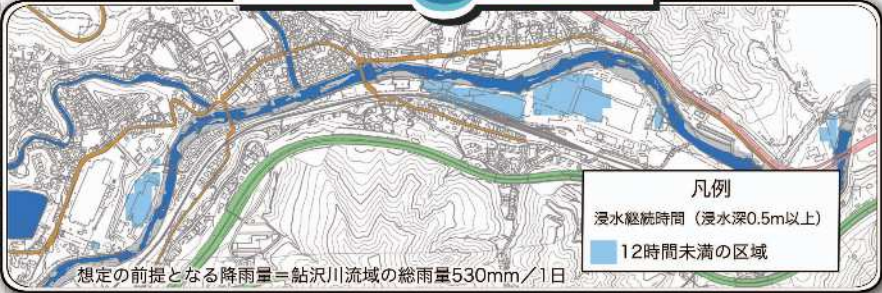 凡例
浸水継続時間（浸水深0.5m以上）
12時間未満の区域
想定の前提となる降雨量＝鮎沢川流域の総雨量530mm／1日